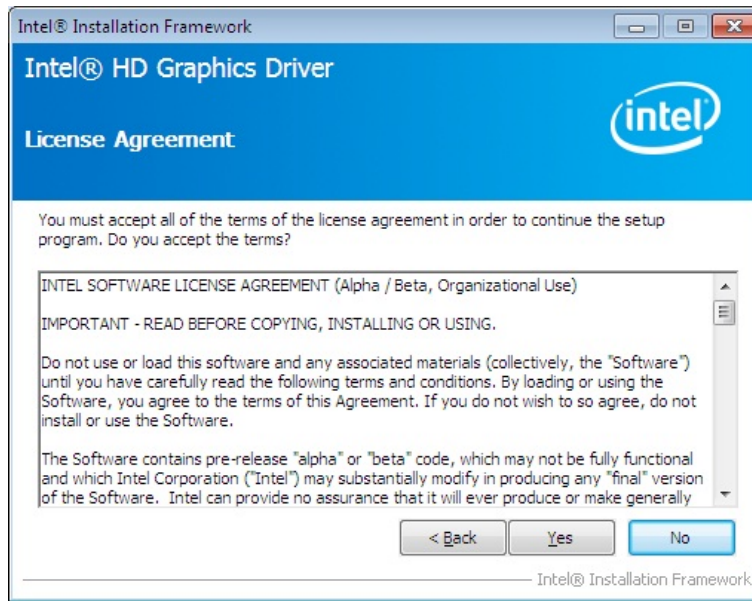 Intel® Installation Framework
Intel® HD Graphics Driver
intel
License Agreement
You must accept all of the terms of the license agreement in order to continue the setup
program. Do you accept the terms?
INTEL SOFTWARE LICENSE AGREEMENT (Alpha / Beta, Organizational Use)
IMPORTANT - READ BEFORE COPYING, INSTALLING OR USING.
Do not use or load this software and any associated materials (collectively, the "Software")
until you have carefully read the following terms and conditions. By loading or using the
Software, you agree to the terms of this Agreement. If you do not wish to so agree, do not
install or use the Software.
The Software contains pre-release "alpha" or "beta" code, which may not be fully functional
and which Intel Corporation ("Intel") may substantially modify in producing any "final" version
of the Software.  Intel can provide no assurance that it will ever produce or make generally
< Back
Yes
No
Intel® Installation Framework